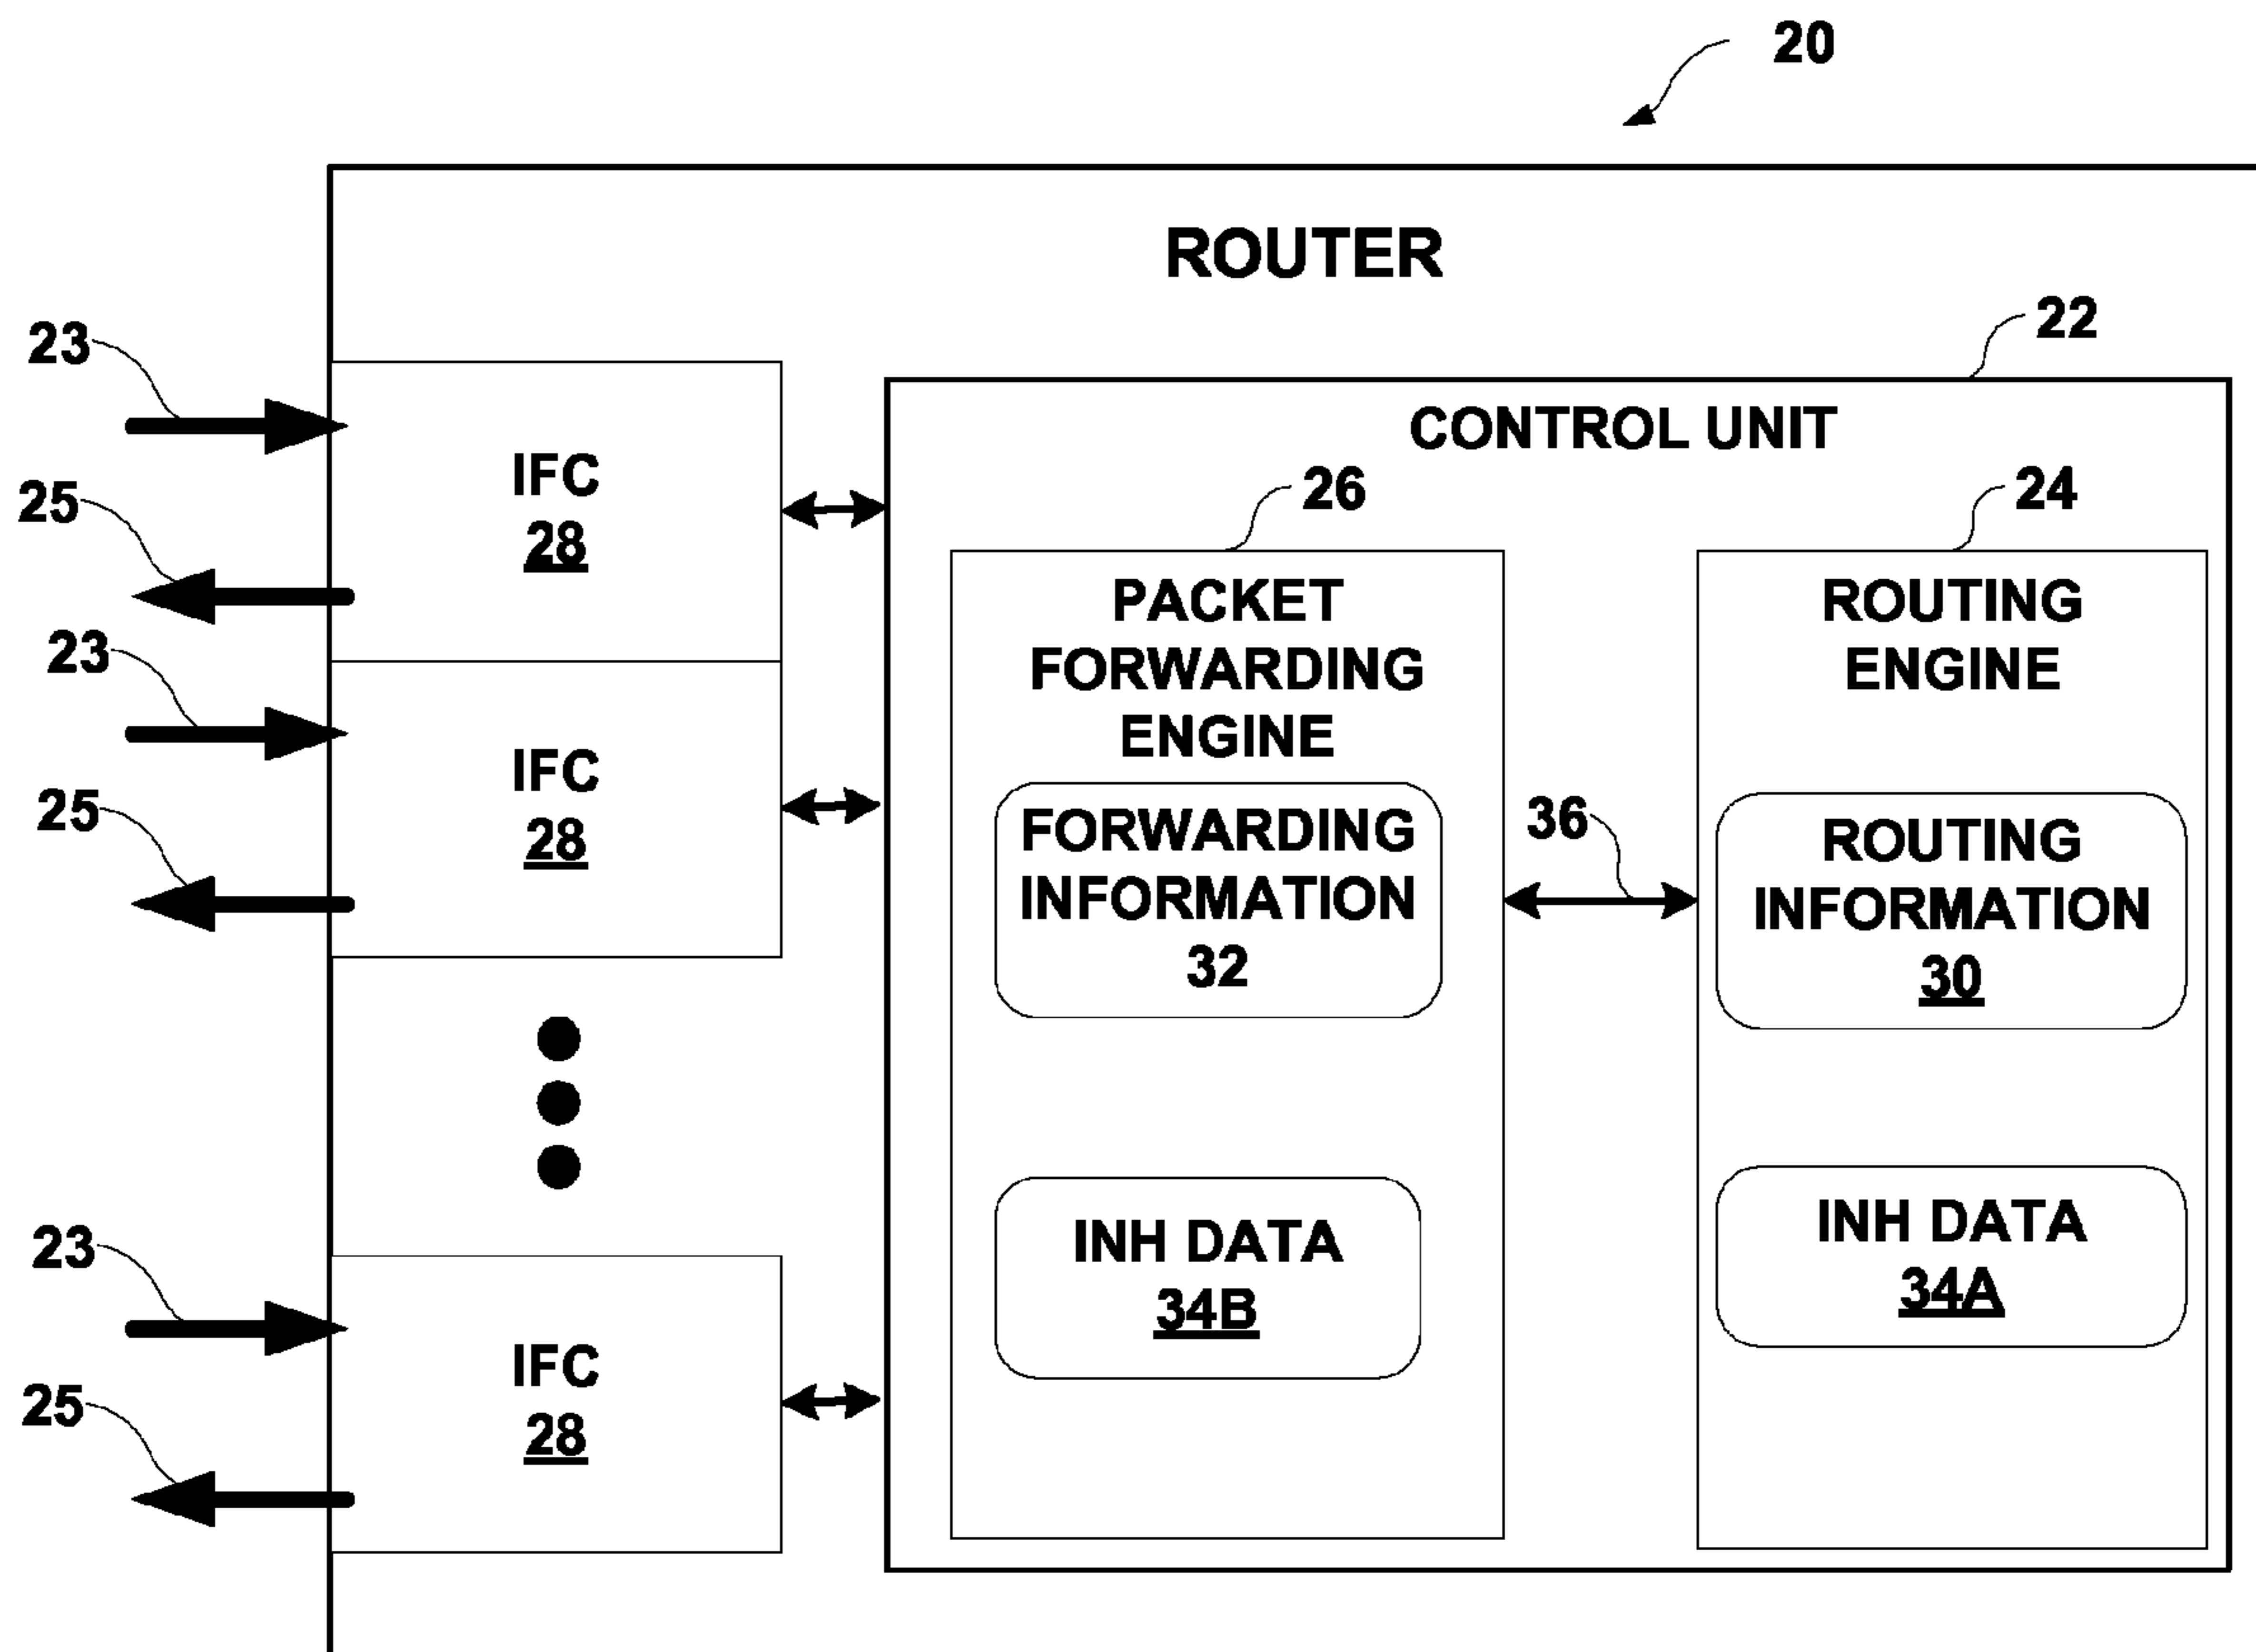 20
ROUTER
22
23
CONTROL UNIT
IFC
28
25
26
24
PACKET
FORWARDING
ENGINE
ROUTING
ENGINE
23
IFC
28
25
FORWARDING
INFORMATION
32
36
ROUTING
INFORMATION
30
INH DATA
34B
INH DATA
34A
23
IFC
28
25